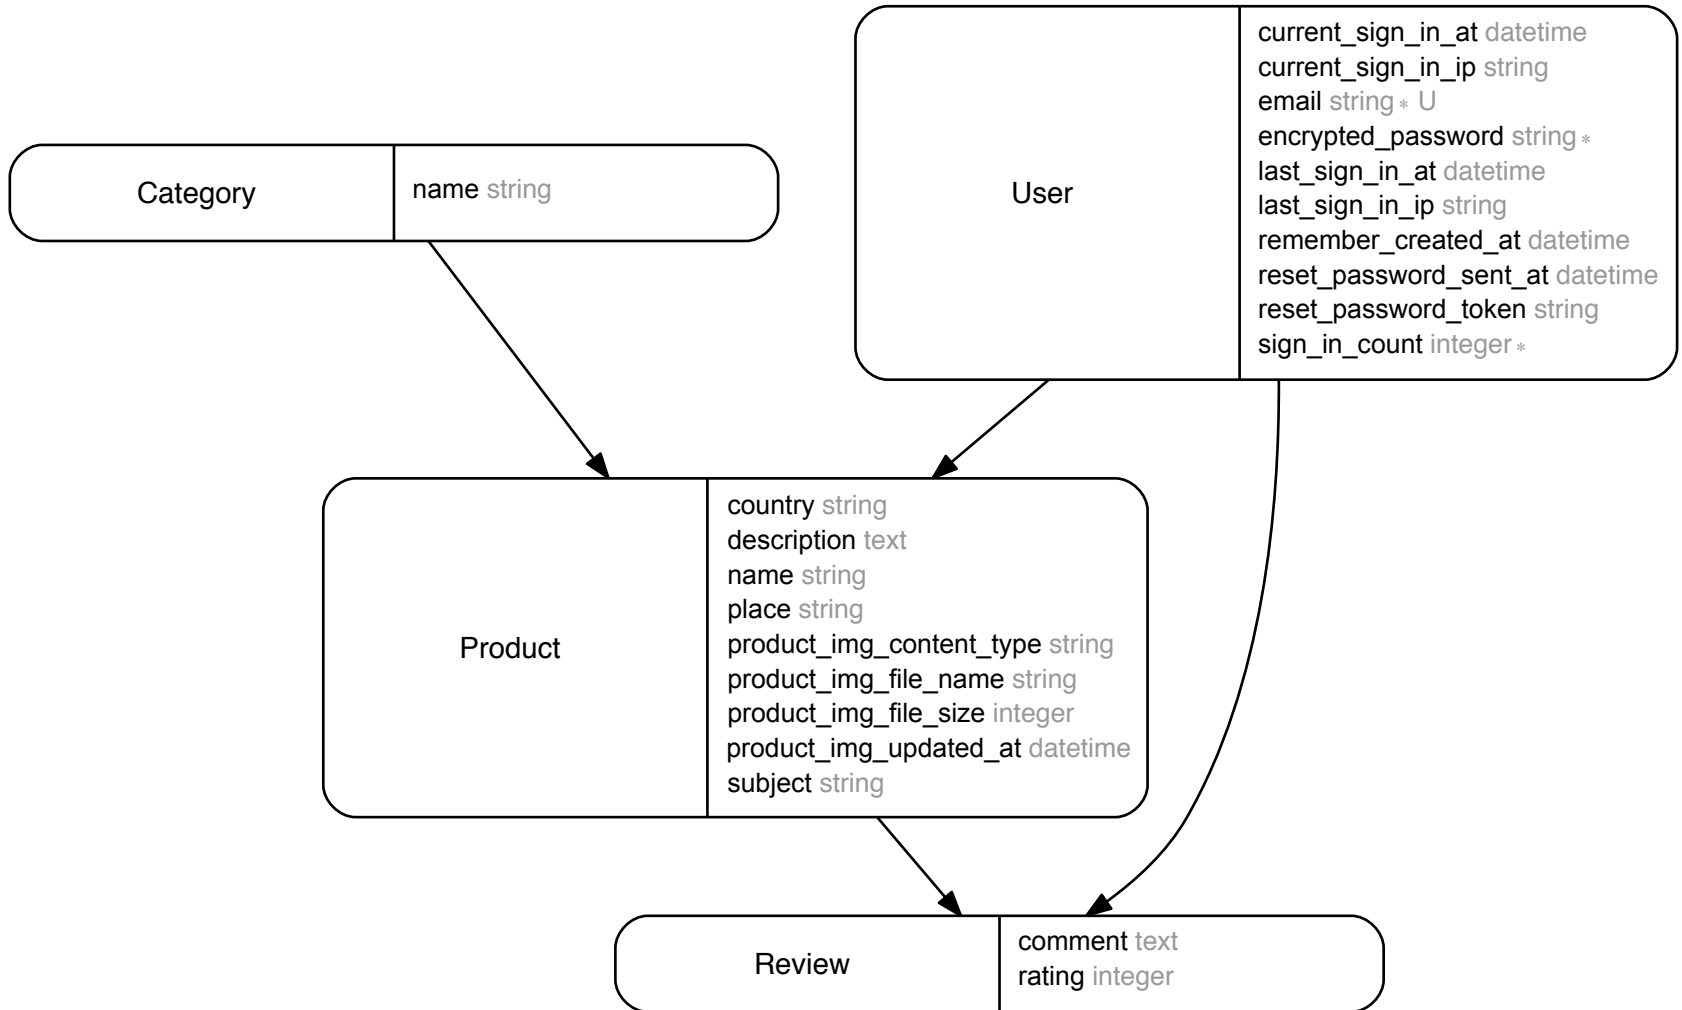 Category
name string
User
current_sign_in_at datetime
current_sign_in_ip string
email string * U
encrypted_password string *
last_sign_in_at datetime
last_sign_in_ip string
remember_created_at datetime
reset_password_sent_at datetime
reset_password_token string
sign_in_count integer *
Product
country string
description text
name string
place string
product_img_content_type string
product_img_file_name string
product_img_file_size integer
product_img_updated_at datetime
subject string
Review
comment text
rating integer